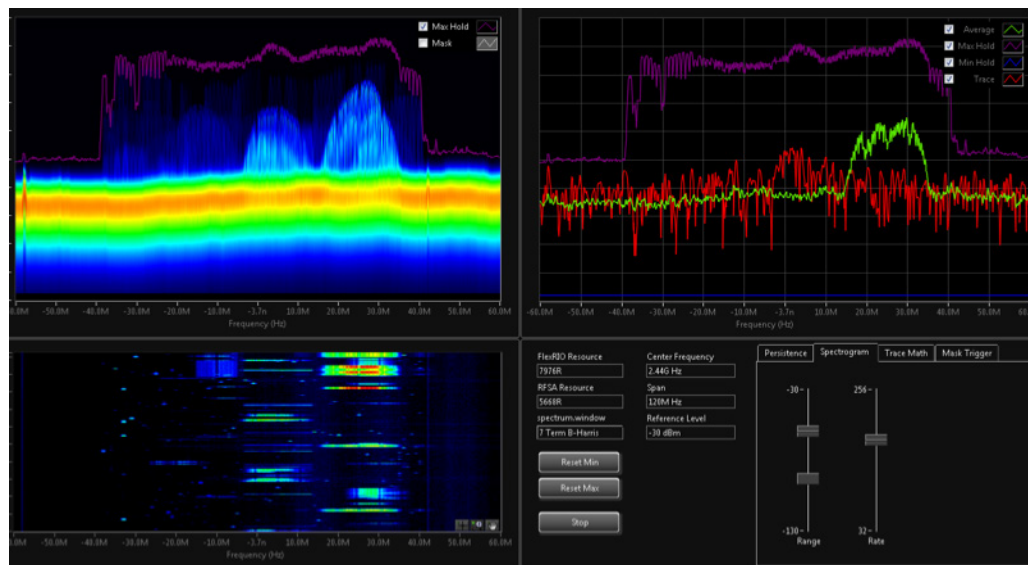 Max Hold
Mask
0.0M -50.0M -40.0M -30.0M -20.0M -10.0M -3.7n 10.0M 20.0M 30.0M 40.0M 50.0M 60.0M
Frequency (Hz)
Average
Max Hold
Min Hold
Trace
-60.0M -50.0M -40.0M -30.0M -20.0M -10.0M -3.7n 10.0M 20.0M 30.0M 40.0M 50.0M 60.0
Frequency (Hz)
0.0M -50.0M -40.0M -30.0M -20.0M -10.0M -3.7n 10.0M 20.0M 30.0M 40.0M 50.0M 60.0M
Frequency (Hz)
FlexRIO Resource
7976R
RFSA Resource
5668R
spectrum.window
7 Term B-Harris
Reset Min
Reset Max
Stop
Center Frequency
2.44G Hz
Span
120M Hz
Reference Level
-30 dBm
Persistence Spectrogram Trace Math Mask Trigger
-30 256
-130 32
Range Rate